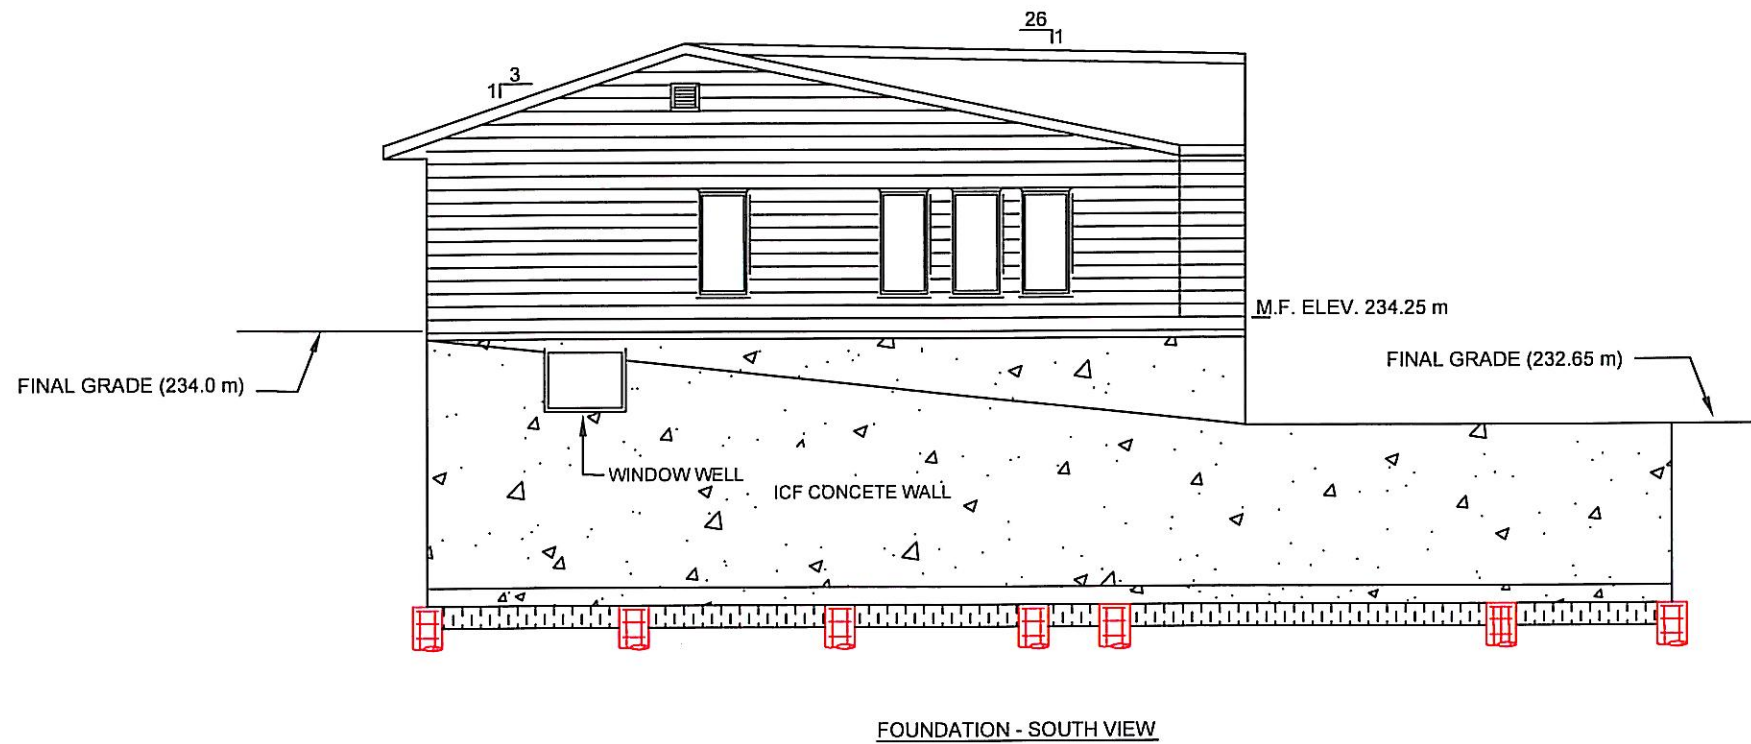 26
1
3
1
M.F. ELEV. 234.25 m
FINAL GRADE (234.0 m)
FINAL GRADE (232.65 m)
WINDOW WELL
ICF CONCETE WALL
FOUNDATION - SOUTH VIEW